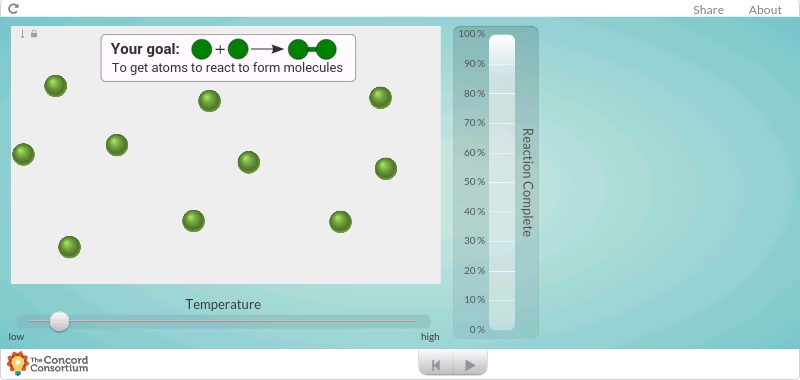 Share
About
Your goal: +
To get atoms to react to form molecules
100%
90%
80%
70%
60%
50%
40%
30%
20%
10%
0%
Reaction Complete
Temperature
low
high
The Concord
Consortium